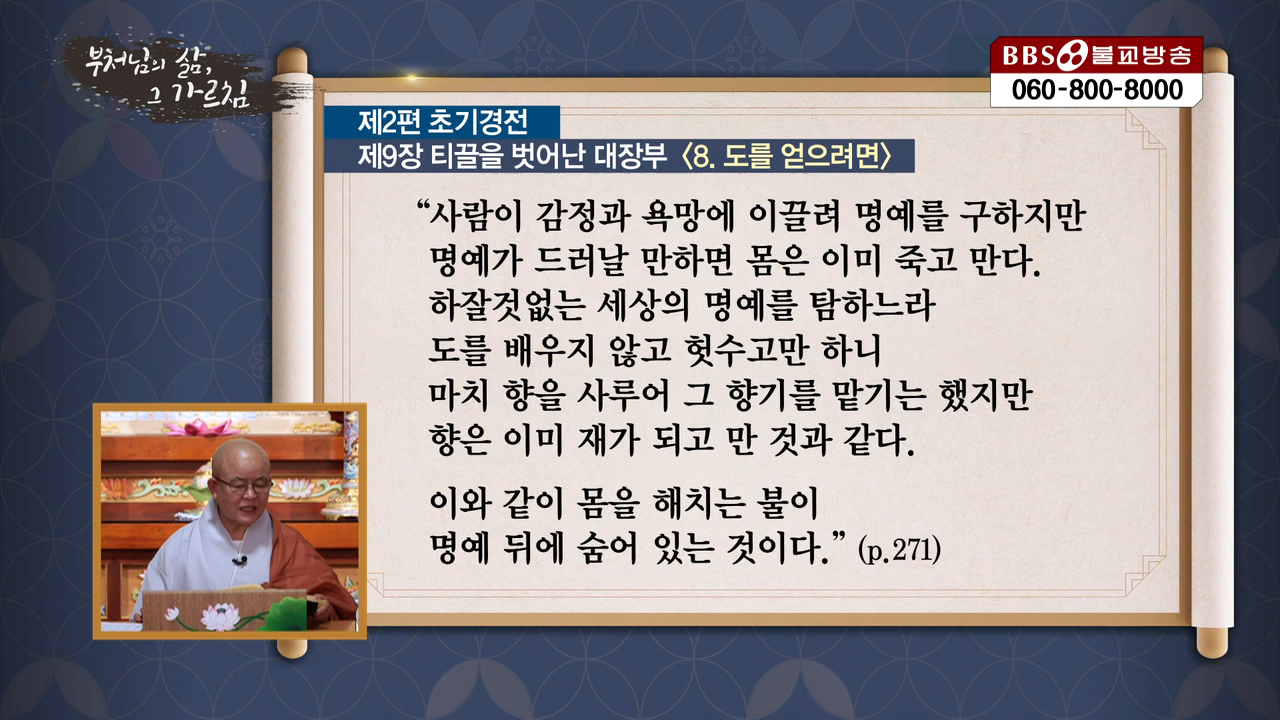 부처님의 삶,
그 가르침
BBS 불교방송
060-800-8000
제2편 초기경전
제9장 티끌을 벗어난 대장부 〈8. 도를 얻으려면〉
“사람이 감정과 욕망에 이끌려 명예를 구하지만
명예가 드러날 만하면 몸은 이미 죽고 만다.
하잘것없는 세상의 명예를 탐하느라
도를 배우지 않고 헛수고만 하니
마치 향을 사루어 그 향기를 맡기는 했지만
향은 이미 재가 되고 만 것과 같다.
이와 같이 몸을 해치는 불이
명예 뒤에 숨어 있는 것이다.” (p.271)